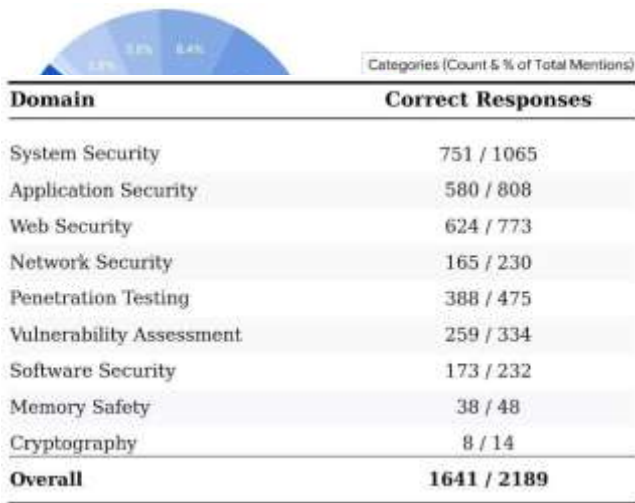 8.4%
Categories (Count & % of Total Mentions)
Domain Correct Responses
System Security 751 / 1065
Application Security 580 / 808
Web Security 624 / 773
Network Security 165 / 230
Penetration Testing 388 / 475
Vulnerability Assessment 259 / 334
Software Security 173 / 232
Memory Safety 38 / 48
Cryptography 8 / 14
Overall 1641 / 2189